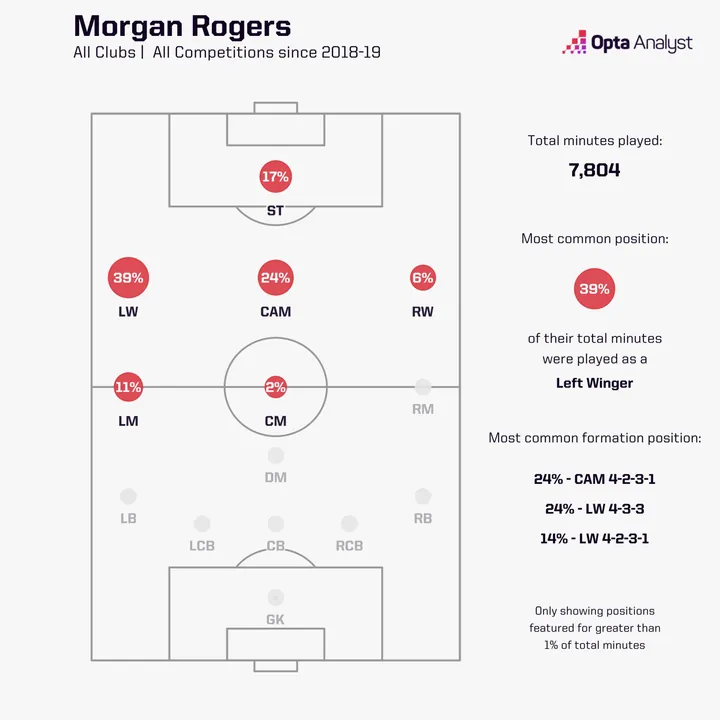 Morgan Rogers
All Clubs | All Competitions since 2018-19
Opta Analyst
17%
ST
39%
LW
24%
CAM
6%
RW
11%
LM
2%
CM
RM
DM
LB
LCB
CB
RCB
RB
GK
Total minutes played:
7,804
Most common position:
39%
of their total minutes
were played as a
Left Winger
Most common formation position:
24% - CAM 4-2-3-1
24% - LW 4-3-3
14% - LW 4-2-3-1
Only showing positions
featured for greater than
1% of total minutes